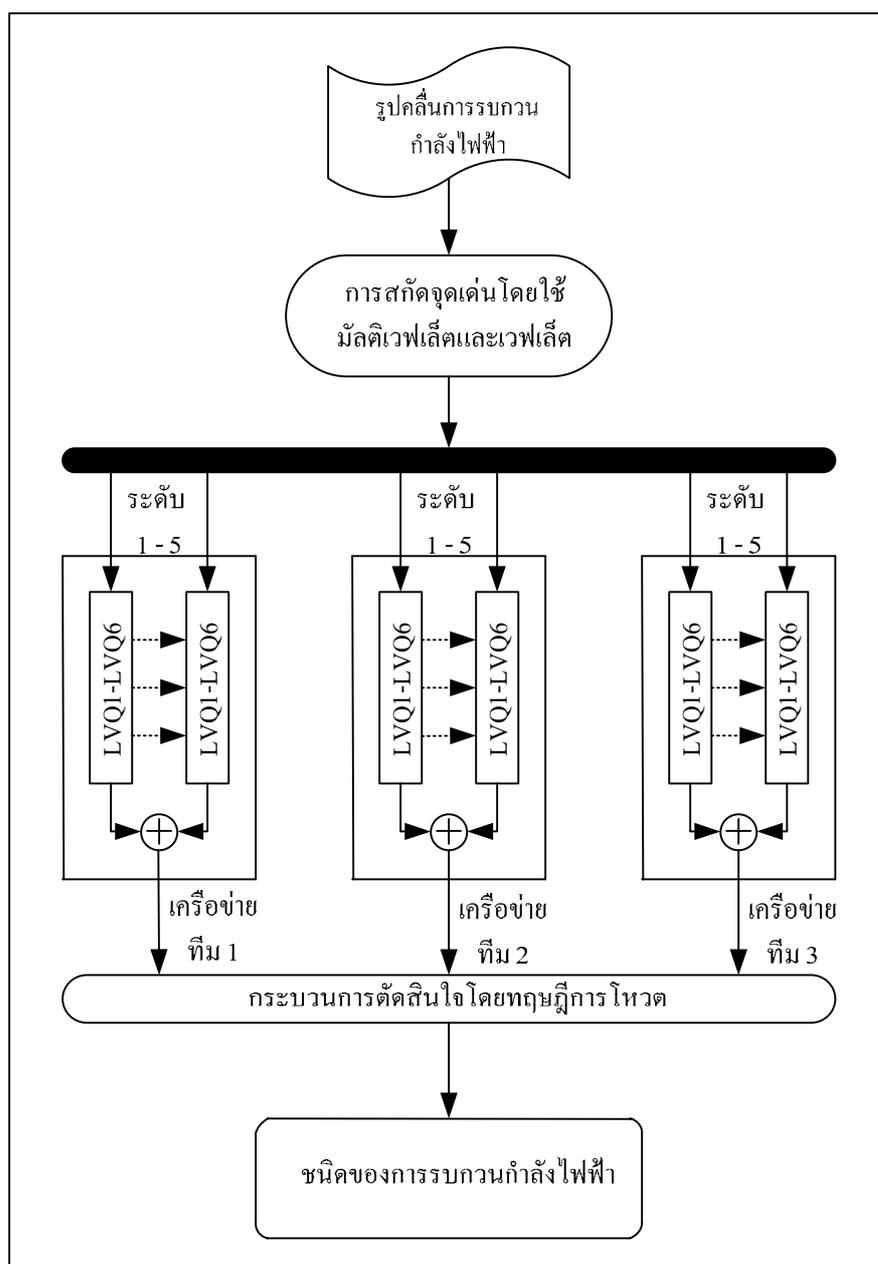 รูปคลื่นการรบกวน
กำลังไฟฟ้า
การสกัดจุดเด่นโดยใช้
มัลติเวฟเล็ตและเวฟเล็ต
ระดับ
1 - 5
ระดับ
1 - 5
ระดับ
1 - 5
LVQ1-LVQ6
LVQ1-LVQ6
LVQ1-LVQ6
LVQ1-LVQ6
LVQ1-LVQ6
LVQ1-LVQ6
เครือข่าย
ทีม 1
เครือข่าย
ทีม 2
เครือข่าย
ทีม 3
กระบวนการตัดสินใจโดยทฤษฎีการโหวต
ชนิดของการรบกวนกำลังไฟฟ้า